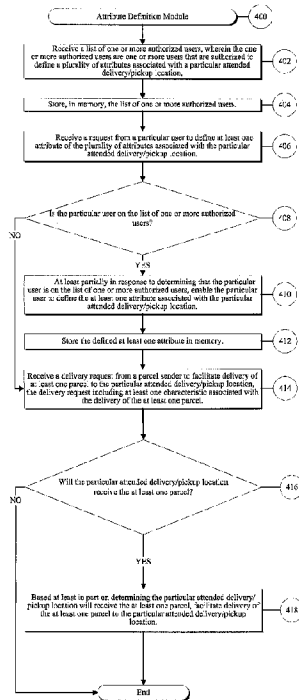 Attribute Definition Module
400
Receive a list of one or more authorized users, wherein the one
or more authorized users are one or more users that are authorized to
define a plurality of attributes associated with a particular attended
delivery/pickup location.
402
Store, in memory, the list of one or more authorized users.
404
Receive a request from a particular user to define at least one
attribute of the plurality of attributes associated with the particular
attended delivery/pickup location.
406
Is the particular user on the list of one or more authorized
users?
408
NO
YES
At least partially in response to determining that the particular
user is on the list of one or more authorized users, enable the particular
user to define the at least one attribute associated with the particular
attended delivery/pickup location.
410
Store the defined at least one attribute in memory.
412
Receive a delivery request from a parcel sender to facilitate delivery of
at least one parcel to the particular attended delivery/pickup location,
the delivery request including at least one characteristic associated with
the delivery of the at least one parcel.
414
Will the particular attended delivery/pickup location
receive the at least one parcel?
416
NO
YES
Based at least in part on determining the particular attended delivery/
pickup location will receive the at least one parcel, facilitate delivery of
the at least one parcel to the particular attended delivery/pickup
location.
418
End